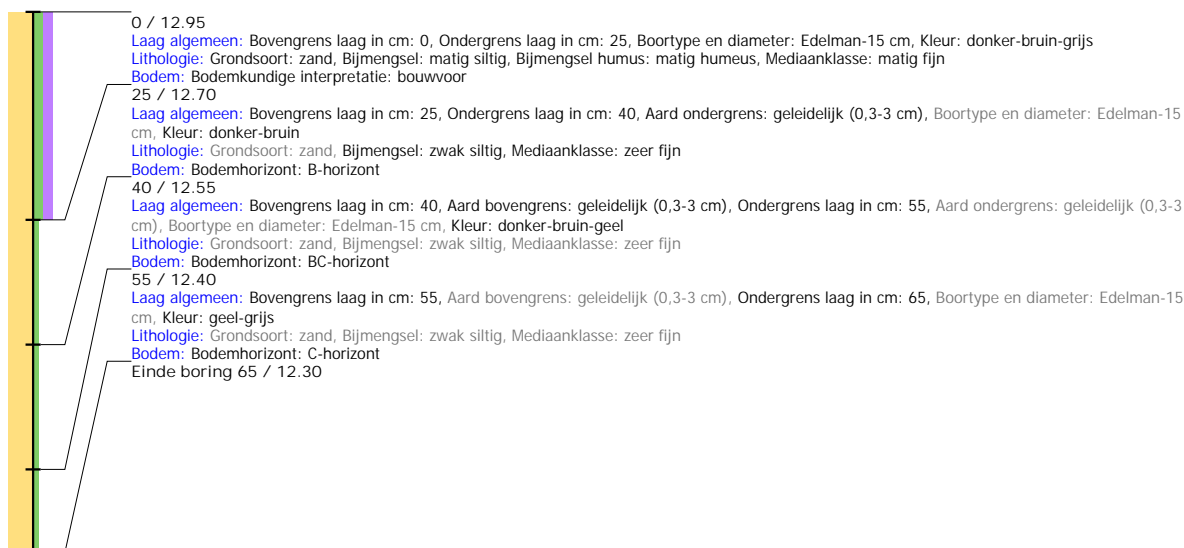 0 / 12.95
Laag algemeen: Bovengrens laag in cm: 0, Ondergrens laag in cm: 25, Boortype en diameter: Edelman-15 cm, Kleur: donker-bruin-grijs
Lithologie: Grondsoort: zand, Bijmengsel: matig siltig, Bijmengsel humus: matig humeus, Mediaanklasse: matig fijn
Bodem: Bodemkundige interpretatie: bouwvoor
25 / 12.70
Laag algemeen: Bovengrens laag in cm: 25, Ondergrens laag in cm: 40, Aard ondergrens: geleidelijk (0,3-3 cm), Boortype en diameter: Edelman-15
cm, Kleur: donker-bruin
Lithologie: Grondsoort: zand, Bijmengsel: zwak siltig, Mediaanklasse: zeer fijn
Bodem: Bodemhorizont: B-horizont
40 / 12.55
Laag algemeen: Bovengrens laag in cm: 40, Aard bovengrens: geleidelijk (0,3-3 cm), Ondergrens laag in cm: 55, Aard ondergrens: geleidelijk (0,3-3
cm), Boortype en diameter: Edelman-15 cm, Kleur: donker-bruin-geel
Lithologie: Grondsoort: zand, Bijmengsel: zwak siltig, Mediaanklasse: zeer fijn
Bodem: Bodemhorizont: BC-horizont
55 / 12.40
Laag algemeen: Bovengrens laag in cm: 55, Aard bovengrens: geleidelijk (0,3-3 cm), Ondergrens laag in cm: 65, Boortype en diameter: Edelman-15
cm, Kleur: geel-grijs
Lithologie: Grondsoort: zand, Bijmengsel: zwak siltig, Mediaanklasse: zeer fijn
Bodem: Bodemhorizont: C-horizont
Einde boring 65 / 12.30